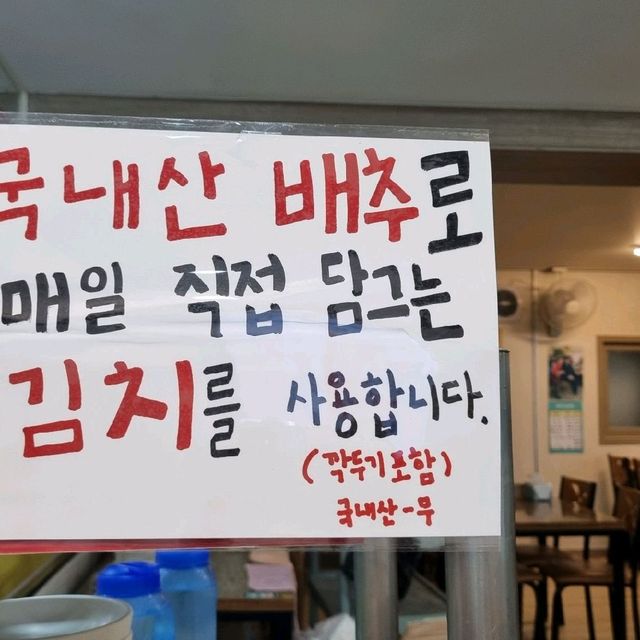 국내산 배추로
매일 직접 담그는
김치를 사용합니다.
(깍두기 포함)
국내산-무